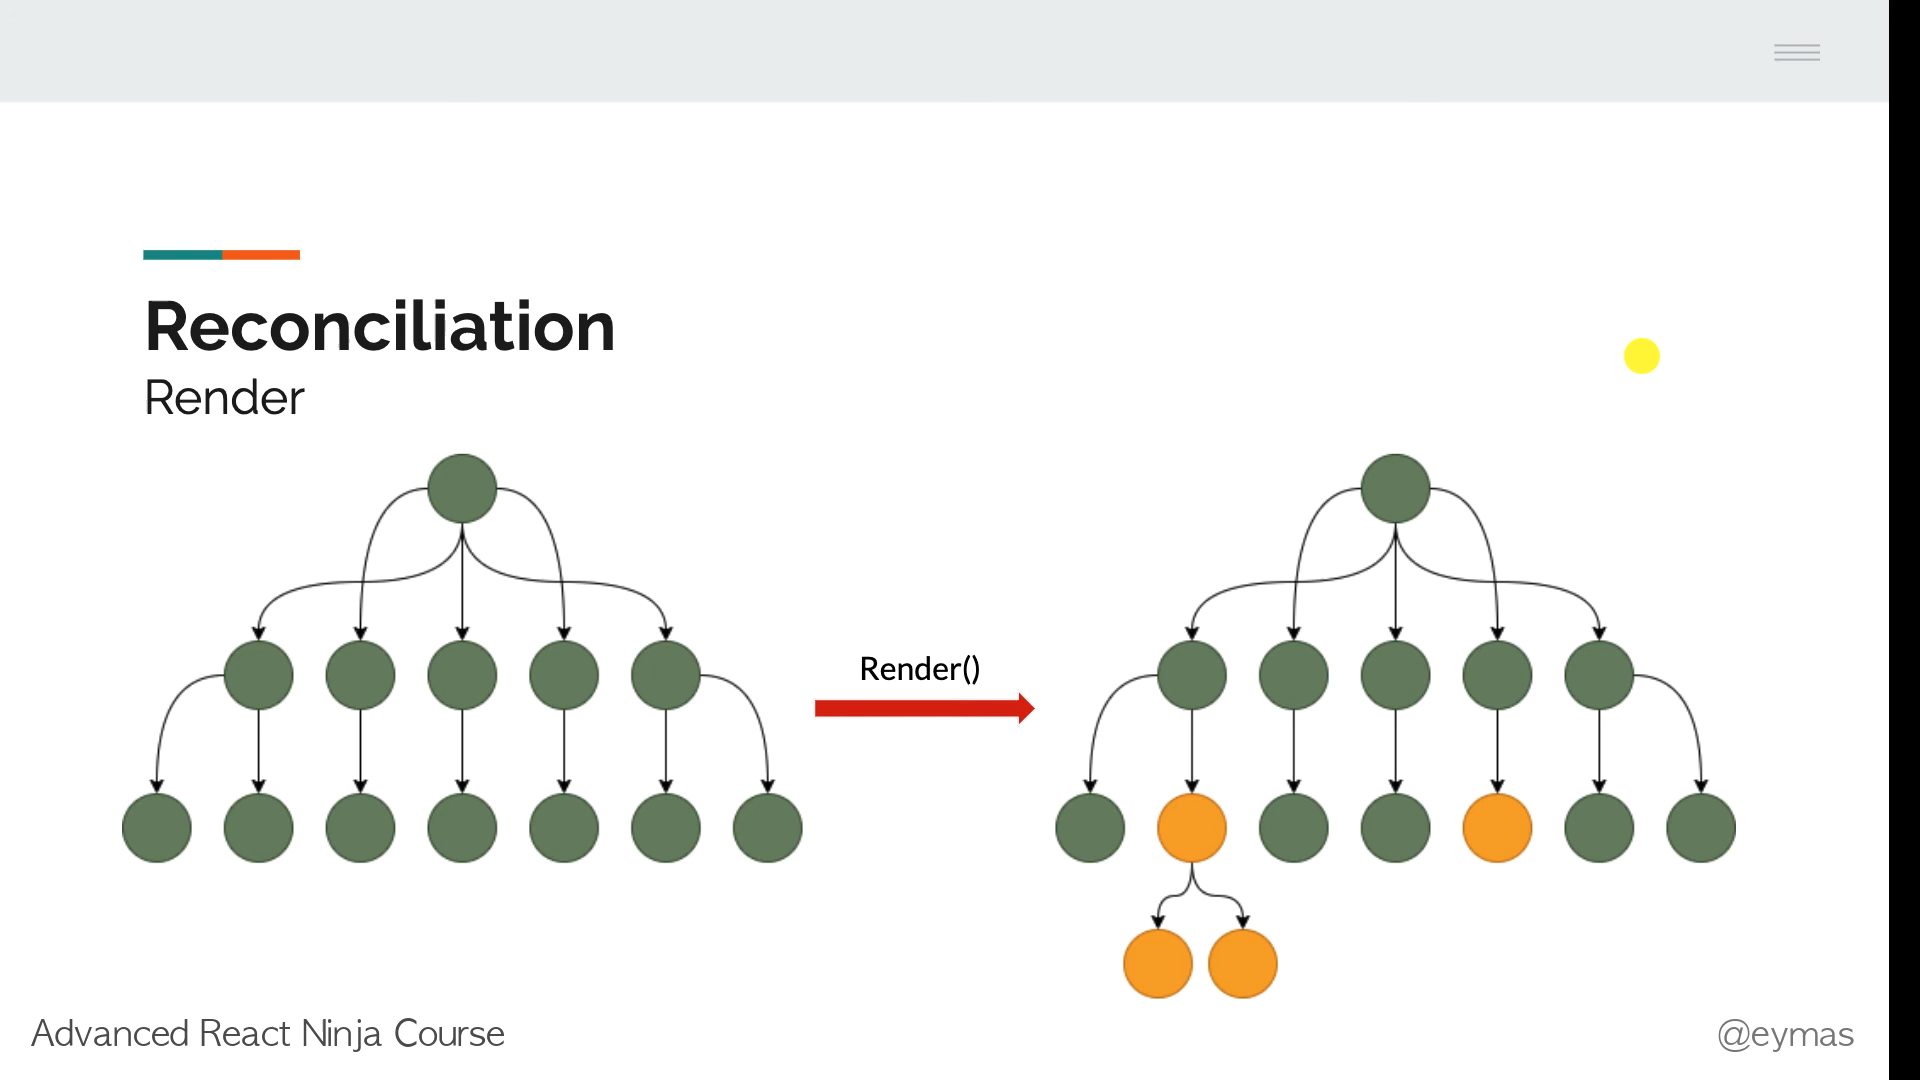 Reconciliation
Render
Render()
Advanced React Ninja Course
@eymas